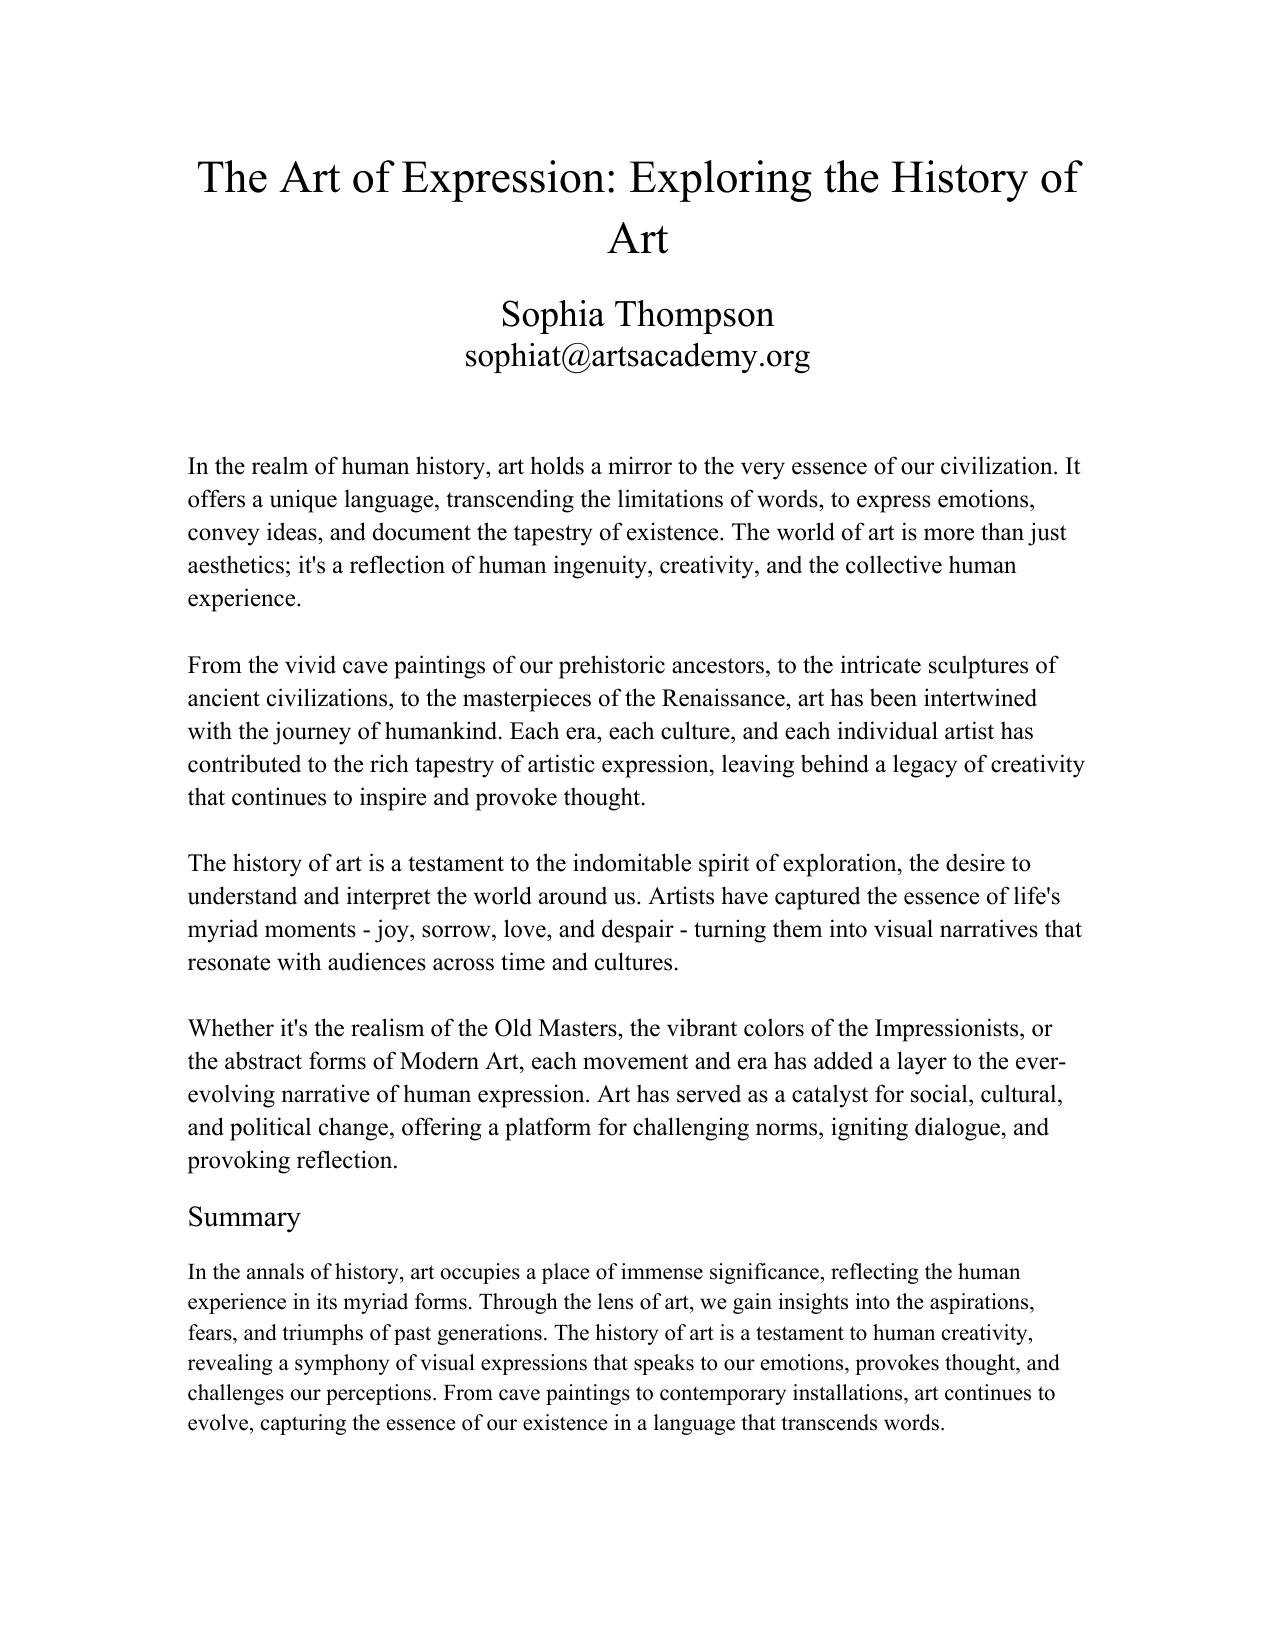 The Art of Expression: Exploring the History of
Art
Sophia Thompson
sophiat@artsacademy.org
In the realm of human history, art holds a mirror to the very essence of our civilization. It
offers a unique language, transcending the limitations of words, to express emotions,
convey ideas, and document the tapestry of existence. The world of art is more than just
aesthetics; it's a reflection of human ingenuity, creativity, and the collective human
experience.
From the vivid cave paintings of our prehistoric ancestors, to the intricate sculptures of
ancient civilizations, to the masterpieces of the Renaissance, art has been intertwined
with the journey of humankind. Each era, each culture, and each individual artist has
contributed to the rich tapestry of artistic expression, leaving behind a legacy of creativity
that continues to inspire and provoke thought.
The history of art is a testament to the indomitable spirit of exploration, the desire to
understand and interpret the world around us. Artists have captured the essence of life's
myriad moments - joy, sorrow, love, and despair - turning them into visual narratives that
resonate with audiences across time and cultures.
Whether it's the realism of the Old Masters, the vibrant colors of the Impressionists, or
the abstract forms of Modern Art, each movement and era has added a layer to the ever-
evolving narrative of human expression. Art has served as a catalyst for social, cultural,
and political change, offering a platform for challenging norms, igniting dialogue, and
provoking reflection.
Summary
In the annals of history, art occupies a place of immense significance, reflecting the human
experience in its myriad forms. Through the lens of art, we gain insights into the aspirations,
fears, and triumphs of past generations. The history of art is a testament to human creativity,
revealing a symphony of visual expressions that speaks to our emotions, provokes thought, and
challenges our perceptions. From cave paintings to contemporary installations, art continues to
evolve, capturing the essence of our existence in a language that transcends words.